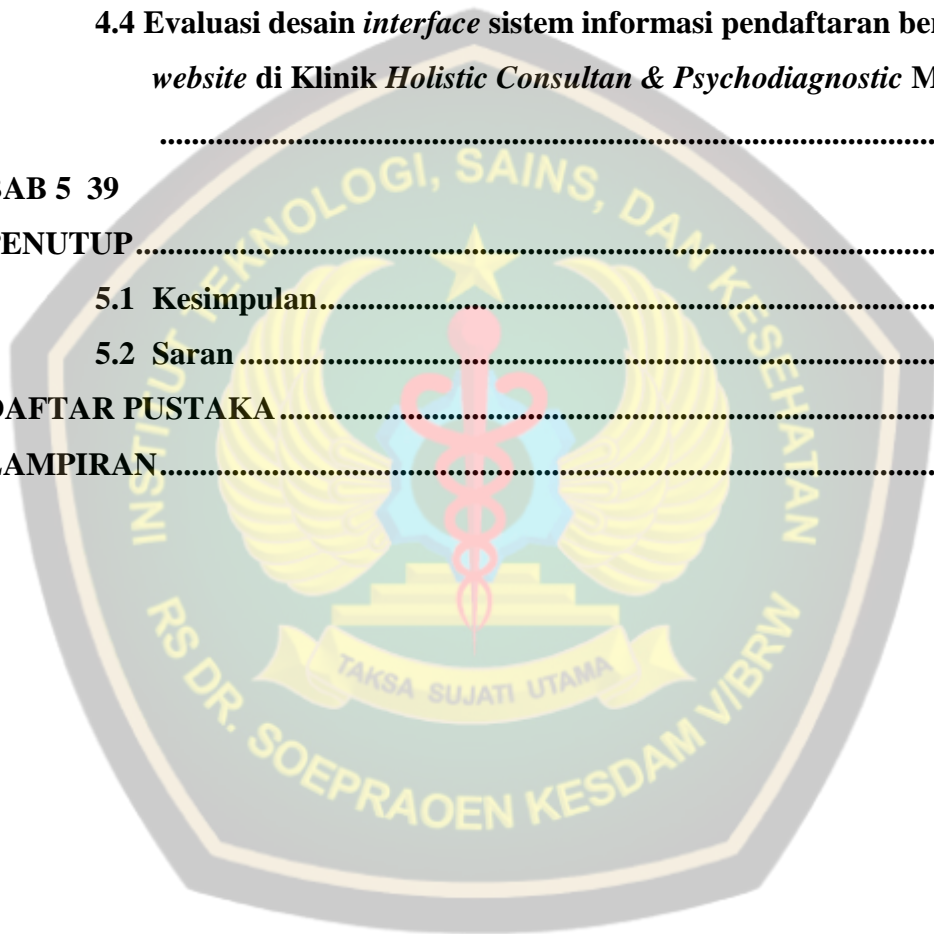 4.4 Evaluasi desain interface sistem informasi pendaftaran
website di Klinik Holistic Consultan & Psychodiagnostic
................................................................................
BAB 5 39
PENUTUP................................................................................
5.1 Kesimpulan................................................................................
5.2 Saran................................................................................
DAFTAR PUSTAKA................................................................................
LAMPIRAN................................................................................
INSTITUT TEKNOLOGI, SAINS, DAN KESEHATAN
TAKSA SUJATI UTAMA
RS DR. SOEPRAOEN KESDAM V/BRW